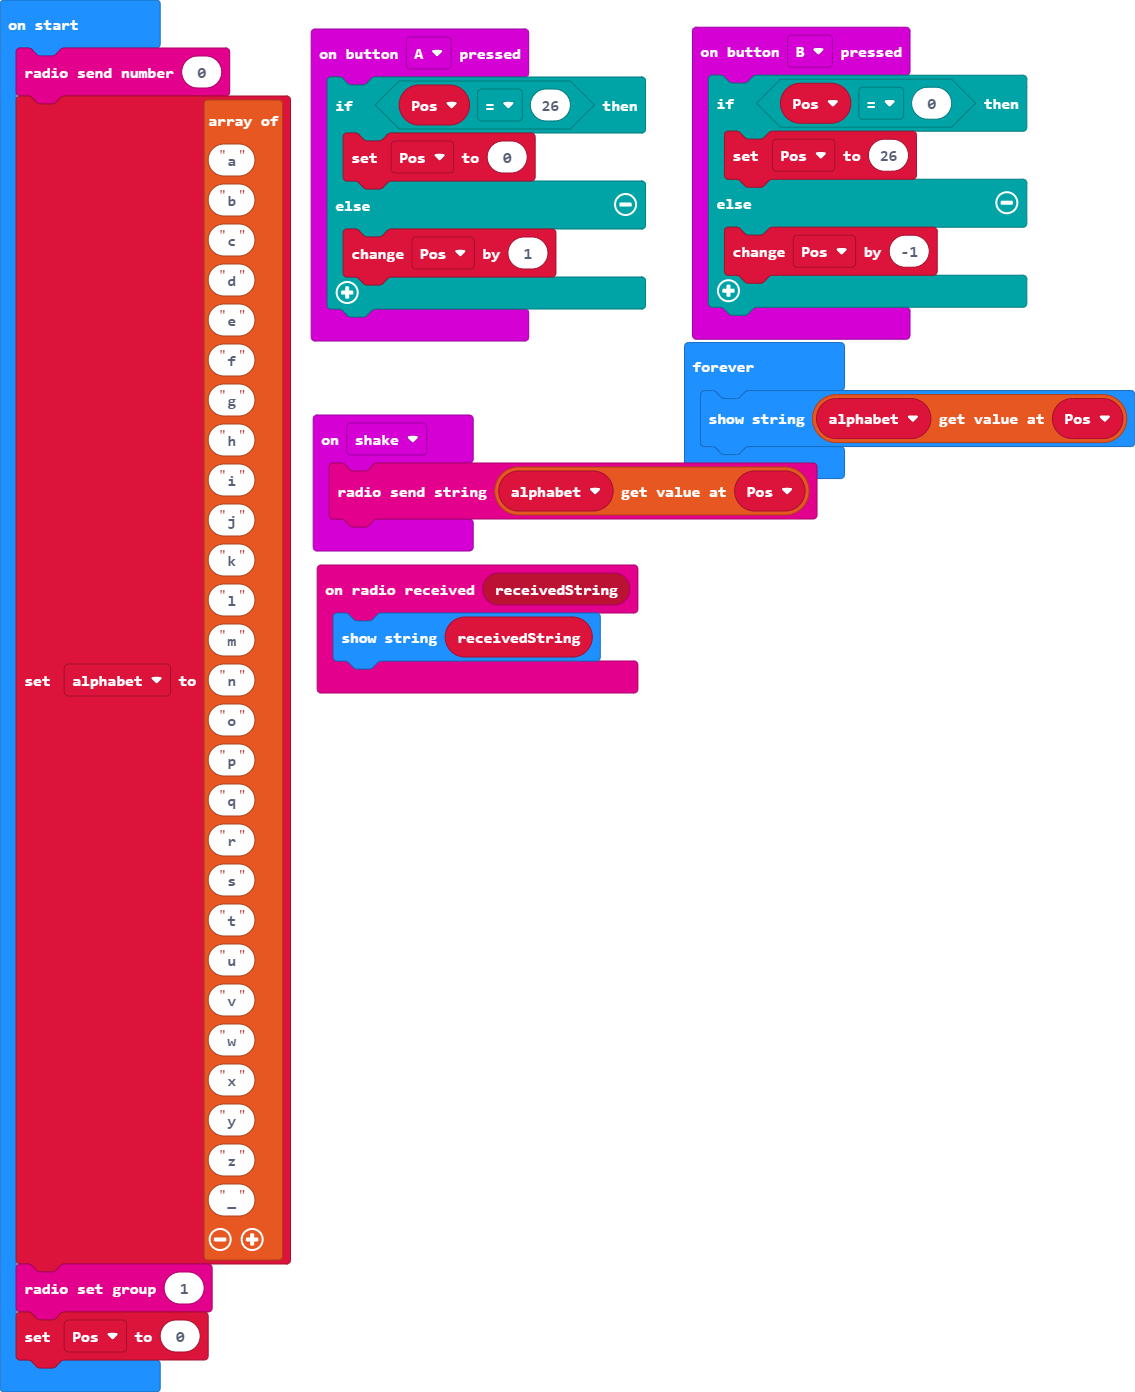 on start
radio send number 0
set alphabet to
array of
"a"
"b"
"c"
"d"
"e"
"f"
"g"
"h"
"i"
"j"
"k"
"l"
"m"
"n"
"o"
"p"
"q"
"r"
"s"
"t"
"u"
"v"
"w"
"x"
"y"
"z"
"_"
radio set group 1
set Pos to 0
on button A pressed
if Pos = 26 then
set Pos to 0
else
change Pos by 1
on button B pressed
if Pos = 0 then
set Pos to 26
else
change Pos by -1
forever
show string alphabet get value at Pos
on shake
radio send string alphabet get value at Pos
on radio received receivedString
show string receivedString